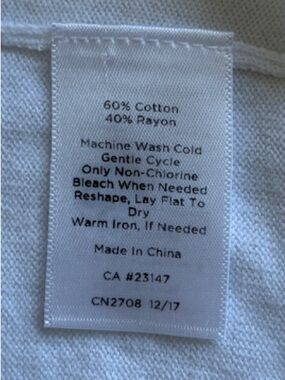 60% Cotton
40% Rayon
Machine Wash Cold
Gentle Cycle
Only Non-Chlorine
Bleach When Needed
Reshape, Lay Flat To
Dry
Warm Iron, If Needed
Made In China
CA #23147
CN2708 12/17